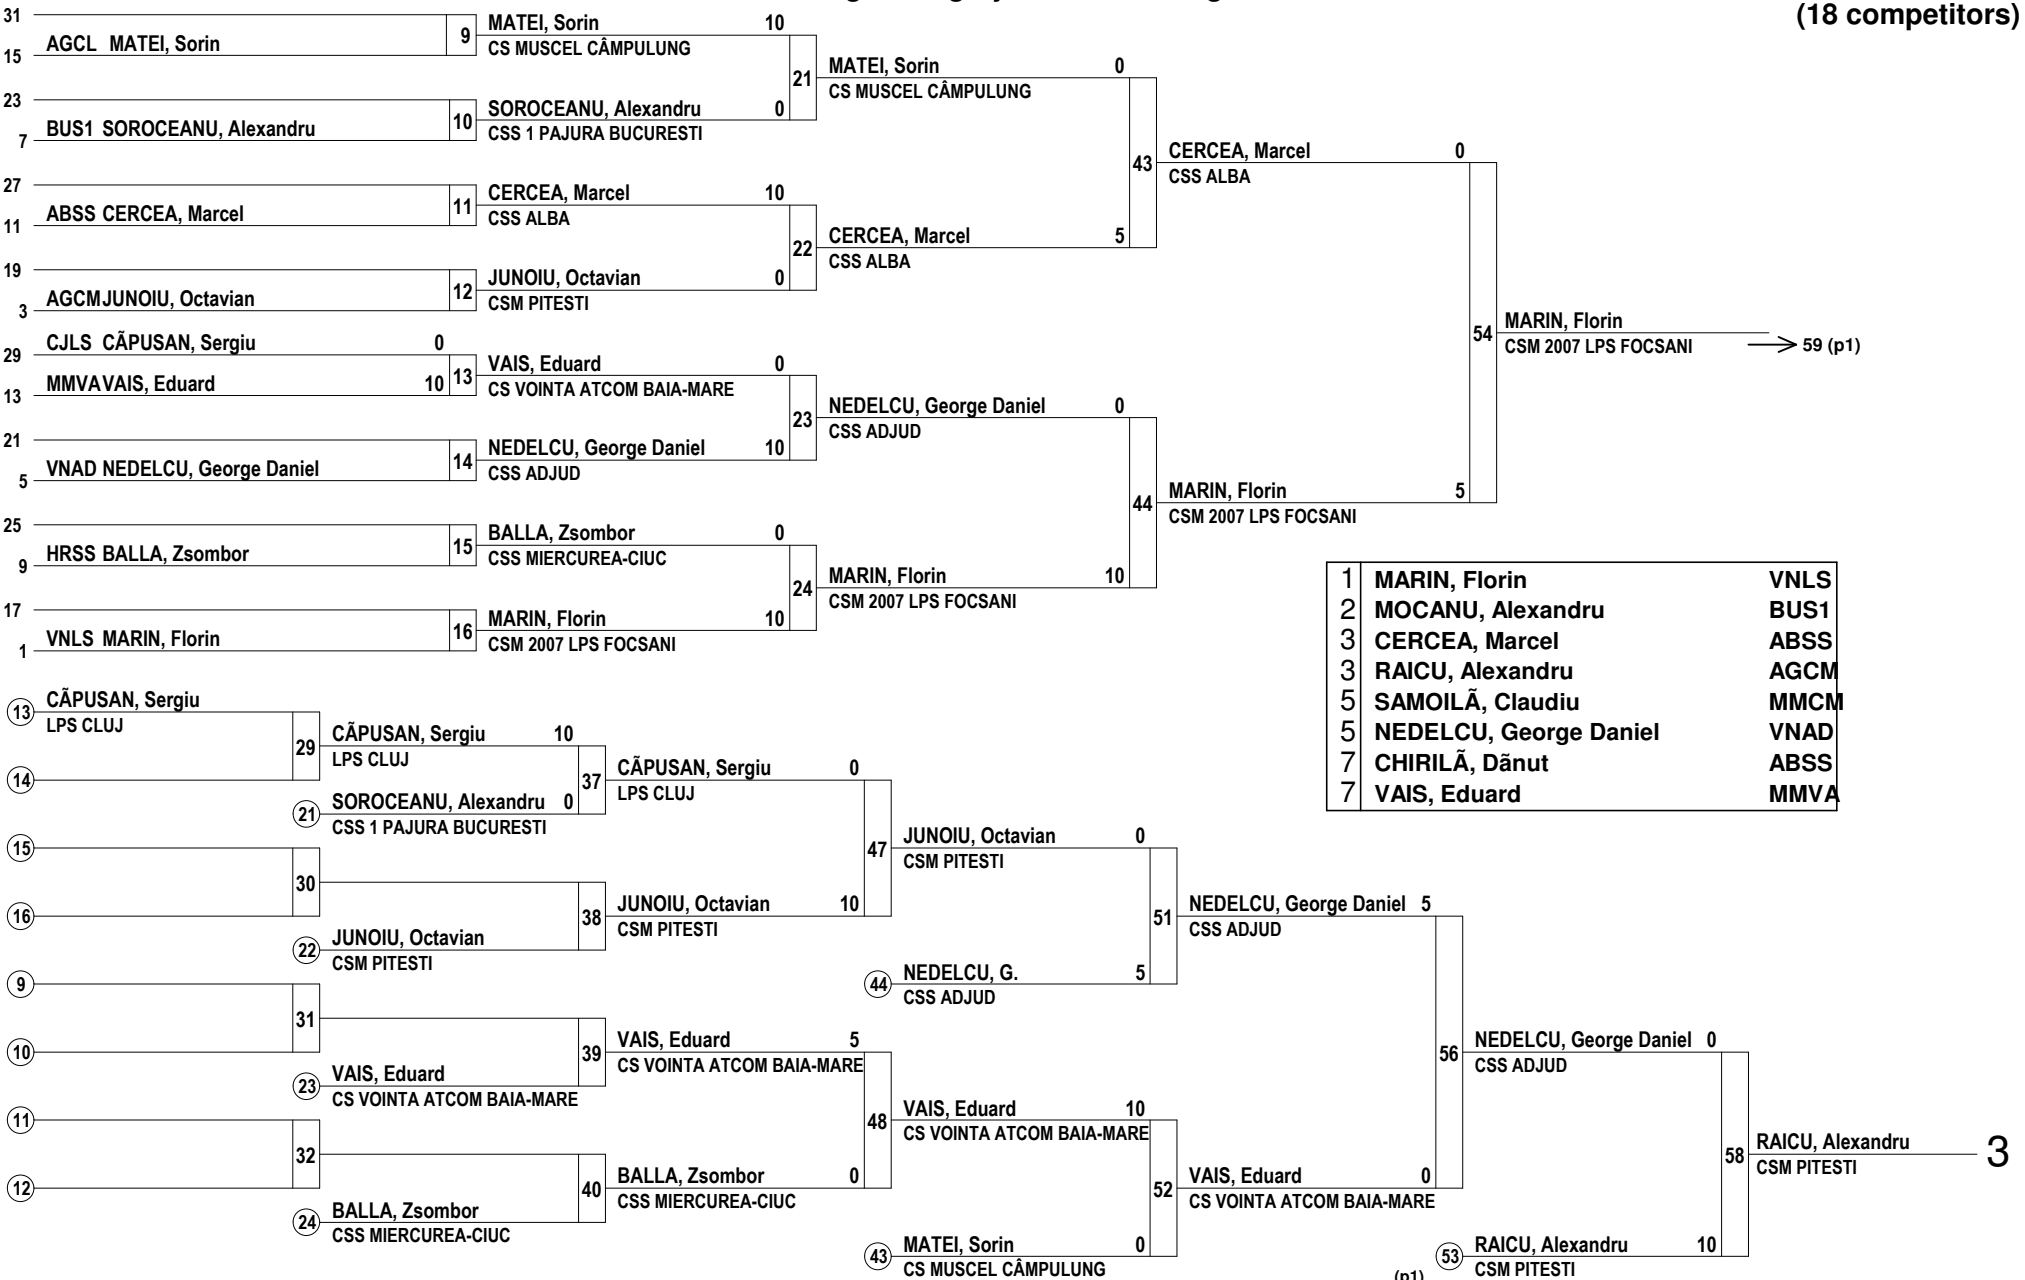 (18 competitors)
31
AGCL MATEI, Sorin
15
9
MATEI, Sorin 10
CS MUSCEL CÂMPULUNG
23
BUS1 SOROCEANU, Alexandru
7
10
SOROCEANU, Alexandru 0
CSS 1 PAJURA BUCURESTI
21
MATEI, Sorin 0
CS MUSCEL CÂMPULUNG
27
ABSS CERCEA, Marcel
11
11
CERCEA, Marcel 10
CSS ALBA
19
AGCM JUNOIU, Octavian
3
12
JUNOIU, Octavian 0
CSM PITESTI
22
CERCEA, Marcel 5
CSS ALBA
43
CERCEA, Marcel 0
CSS ALBA
29
CJLS CÃPUSAN, Sergiu 0
MMVA VAIS, Eduard 10
13
13
VAIS, Eduard 0
CS VOINTA ATCOM BAIA-MARE
21
VNAD NEDELCU, George Daniel
5
14
NEDELCU, George Daniel 10
CSS ADJUD
23
NEDELCU, George Daniel 0
CSS ADJUD
25
HRSS BALLA, Zsombor
9
15
BALLA, Zsombor 0
CSS MIERCUREA-CIUC
17
VNLS MARIN, Florin
1
16
MARIN, Florin 10
CSM 2007 LPS FOCSANI
24
MARIN, Florin 10
CSM 2007 LPS FOCSANI
44
MARIN, Florin 5
CSM 2007 LPS FOCSANI
54
MARIN, Florin
CSM 2007 LPS FOCSANI
59 (p1)
1 MARIN, Florin VNLS
2 MOCANU, Alexandru BUS1
3 CERCEA, Marcel ABSS
3 RAICU, Alexandru AGCM
5 SAMOILÃ, Claudiu MMCM
5 NEDELCU, George Daniel VNAD
7 CHIRILÃ, Dãnut ABSS
7 VAIS, Eduard MMVA
13
CÃPUSAN, Sergiu
LPS CLUJ
14
29
CÃPUSAN, Sergiu 10
LPS CLUJ
21
SOROCEANU, Alexandru 0
CSS 1 PAJURA BUCURESTI
37
CÃPUSAN, Sergiu 0
LPS CLUJ
15
16
30
22
JUNOIU, Octavian
CSM PITESTI
38
JUNOIU, Octavian 10
CSM PITESTI
47
JUNOIU, Octavian 0
CSM PITESTI
44
NEDELCU, G. 5
CSS ADJUD
51
NEDELCU, George Daniel 5
CSS ADJUD
9
10
31
23
VAIS, Eduard
CS VOINTA ATCOM BAIA-MARE
39
VAIS, Eduard 5
CS VOINTA ATCOM BAIA-MARE
11
12
32
24
BALLA, Zsombor
CSS MIERCUREA-CIUC
40
BALLA, Zsombor 0
CSS MIERCUREA-CIUC
48
VAIS, Eduard 10
CS VOINTA ATCOM BAIA-MARE
43
MATEI, Sorin 0
CS MUSCEL CÂMPULUNG
52
VAIS, Eduard 0
CS VOINTA ATCOM BAIA-MARE
56
NEDELCU, George Daniel 0
CSS ADJUD
(p1)
53
RAICU, Alexandru 10
CSM PITESTI
58
RAICU, Alexandru
CSM PITESTI
3